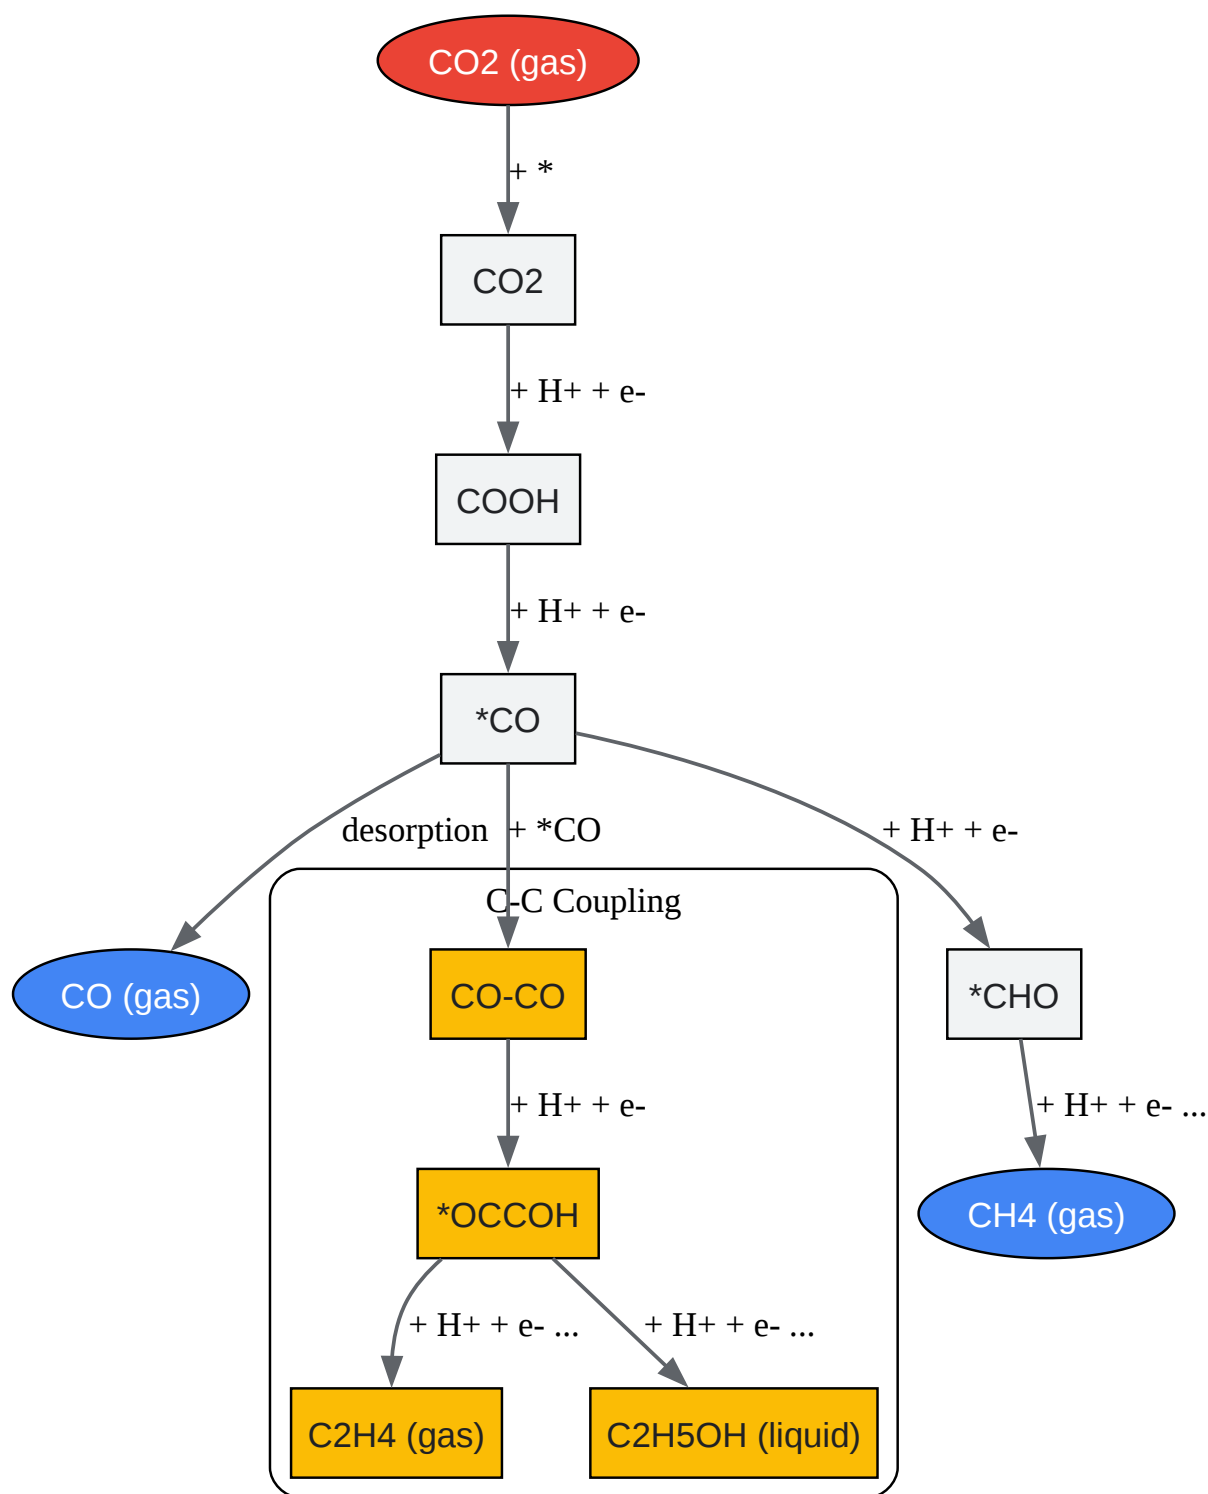 CO2 (gas)
+ *
CO2
+ H+ + e-
COOH
+ H+ + e-
*CO
desorption
+ *CO
+ H+ + e-
C-C Coupling
CO (gas)
CO-CO
*CHO
+ H+ + e-
+ H+ + e- ...
*OCCOH
CH4 (gas)
+ H+ + e- ...
+ H+ + e- ...
C2H4 (gas)
C2H5OH (liquid)